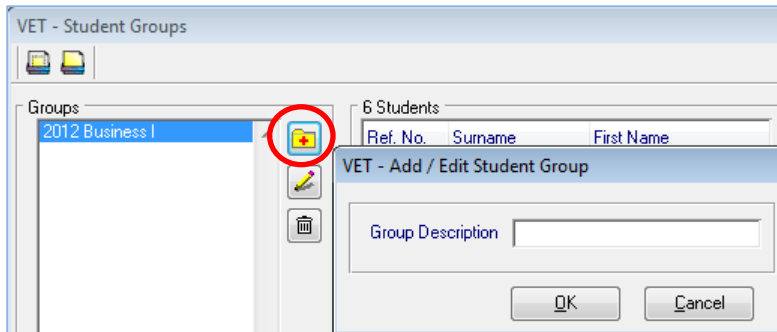 VET - Student Groups
Groups
6 Students
2012 Business I
Ref. No. Surname First Name
VET - Add / Edit Student Group
Group Description
OK Cancel